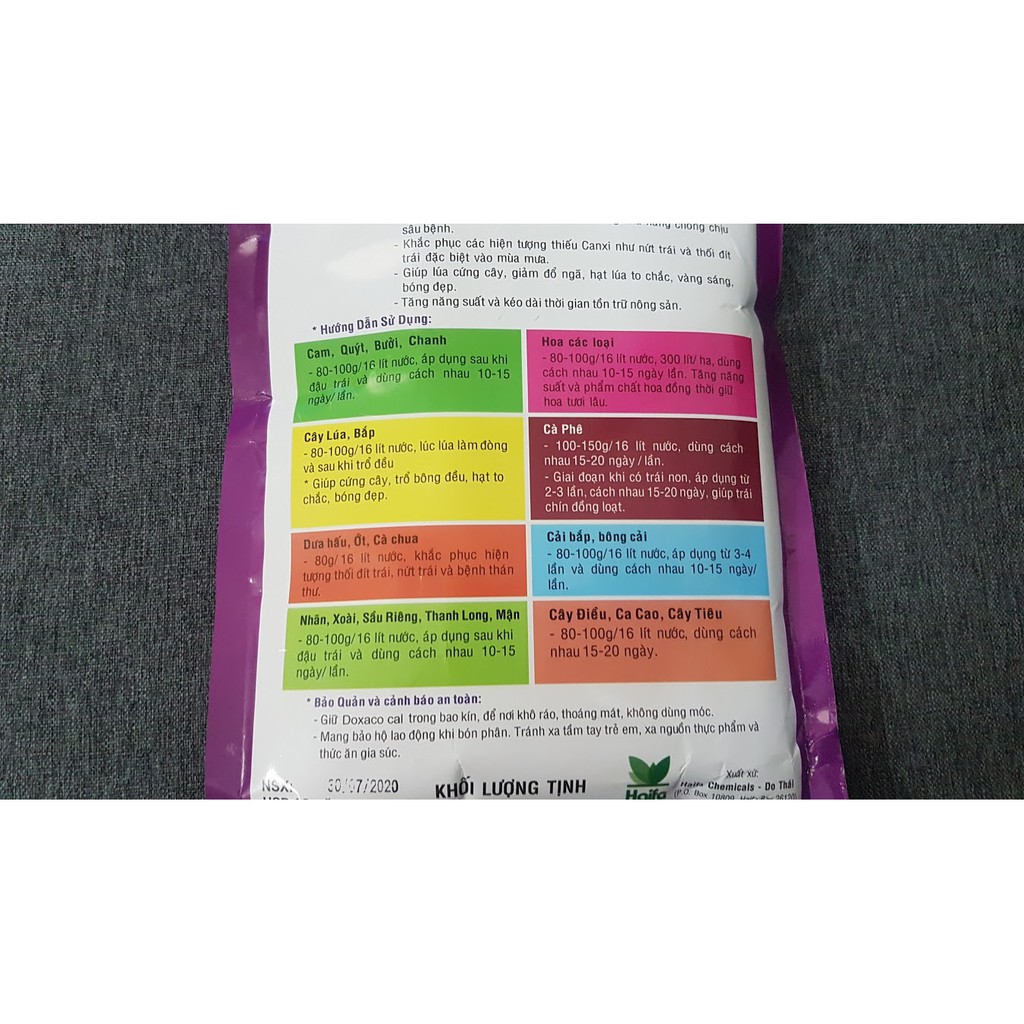 chống chịu
sâu bệnh.
- Khắc phục các hiện tượng thiếu Canxi như nứt trái và thối đít
trái đặc biệt vào mùa mưa.
- Giúp lúa cứng cây, giảm đổ ngã, hạt lúa to chắc, vàng sáng,
bóng đẹp.
- Tăng năng suất và kéo dài thời gian tồn trữ nông sản.
* Hướng Dẫn Sử Dụng:
Cam, Quýt, Bưởi, Chanh
- 80-100g/16 lít nước, áp dụng sau khi
đậu trái và dùng cách nhau 10-15
ngày/ lần.
Hoa các loại
- 80-100g/16 lít nước, 300 lít/ ha, dùng
cách nhau 10-15 ngày lần. Tăng năng
suất và phẩm chất hoa đồng thời giữ
hoa tươi lâu.
Cây Lúa, Bắp
- 80-100g/16 lít nước, lúc lúa làm đòng
và sau khi trổ đều
* Giúp cứng cây, trổ bông đều, hạt to
chắc, bóng đẹp.
Cà Phê
- 100-150g/16 lít nước, dùng cách
nhau 15-20 ngày / lần.
- Giai đoạn khi có trái non, áp dụng từ
2-3 lần, cách nhau 15-20 ngày, giúp trái
chín đồng loạt.
Dưa hấu, Ớt, Cà chua
- 80g/16 lít nước, khắc phục hiện
tượng thối đít trái, nứt trái và bệnh thán
thư.
Cải bắp, bông cải
- 80-100g/16 lít nước, áp dụng từ 3-4
lần và dùng cách nhau 10-15 ngày/
lần.
Nhãn, Xoài, Sầu Riêng, Thanh Long, Mận
- 80-100g/16 lít nước, áp dụng sau khi
đậu trái và dùng cách nhau 10-15
ngày/ lần.
Cây Điều, Ca Cao, Cây Tiêu
- 80-100g/16 lít nước, dùng cách
nhau 15-20 ngày.
* Bảo Quản và cảnh báo an toàn:
- Giữ Doxaco cal trong bao kín, để nơi khô ráo, thoáng mát, không dùng móc.
- Mang bảo hộ lao động khi bón phân. Tránh xa tầm tay trẻ em, xa nguồn thực phẩm và
thức ăn gia súc.
NSX: 30/07/2020
KHỐI LƯỢNG TỊNH
Haifa
Xuất xứ:
Haifa Chemicals - Do Thái
(P.O. Box 10809, Haifa